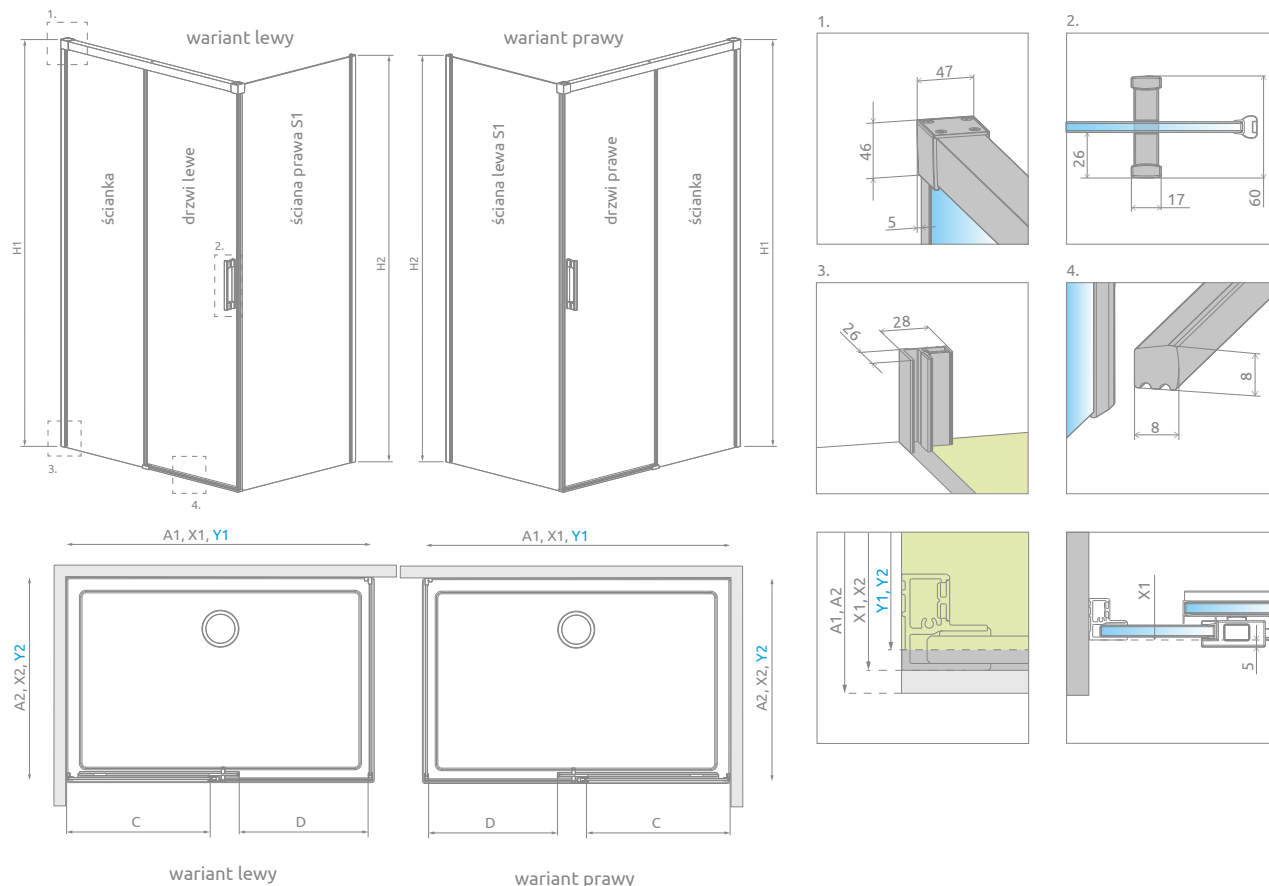 1.
wariant lewy
wariant prawy
H1
ścianka
drzwi lewe
ściana prawa S1
2.
H2
3.
4.
H2
ściana lewa S1
drzwi prawe
ścianka
H1
1.
47
46
5
2.
26
17
60
3.
26
28
4.
8
8
A1, X1, Y1
A2, X2, Y2
C
D
wariant lewy
A1, X1, Y1
A2, X2, Y2
D
C
wariant prawy
A1, A2
X1, X2
Y1, Y2
X1
5